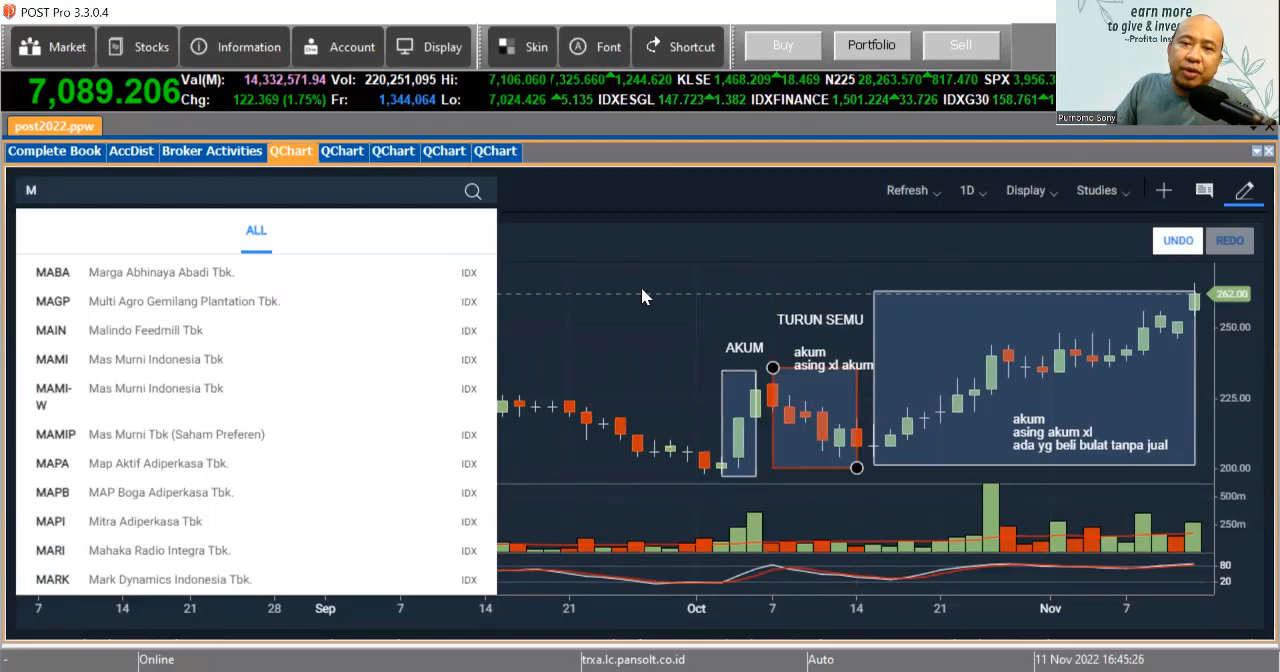 POST Pro 3.3.0.4
Market
Stocks
Information
Account
Display
Skin
Font
Shortcut
Buy
Portfolio
Sell
earn more
to give & inve
~Profita Ins
Purnomo Sony
7,089.206
Val(M): 14,332,571.94 Vol: 220,251,095 Hi: 7,106.060
Chg: 122.369 (1.75%) Fr: 1,344,064 Lo: 7,024.426
7,325.660 1,244.620 KLSE 1,468.209 18.469 N225 28,263.570 817.470 SPX 3,956.3
5.135 IDXESGL 147.723 1.382 IDXFINANCE 1,501.224 33.726 IDXG30 158.761 1
post2022.ppw
Complete Book AccDist Broker Activities QChart QChart QChart QChart QChart
M
Refresh 1D Display Studies
ALL
UNDO REDO
MABA Marga Abhinaya Abadi Tbk. IDX
MAGP Multi Agro Gemilang Plantation Tbk. IDX
MAIN Malindo Feedmill Tbk IDX
MAMI Mas Murni Indonesia Tbk IDX
MAMI- Mas Murni Indonesia Tbk IDX
W
MAMIP Mas Murni Tbk (Saham Preferen) IDX
MAPA Map Aktif Adiperkasa Tbk. IDX
MAPB MAP Boga Adiperkasa Tbk. IDX
MAPI Mitra Adiperkasa Tbk IDX
MARI Mahaka Radio Integra Tbk. IDX
MARK Mark Dynamics Indonesia Tbk. IDX
AKUM
TURUN SEMU
akum
asing xl akum
akum
asing akum xl
ada yg beli bulat tanpa jual
262.00
250.00
225.00
200.00
500m
250m
80
20
7 14 21 28 Sep 7 14 21 Oct 7 14 21 Nov 7
- Online trxa.lc.pansolt.co.id Auto 11 Nov 2022 16:45:26